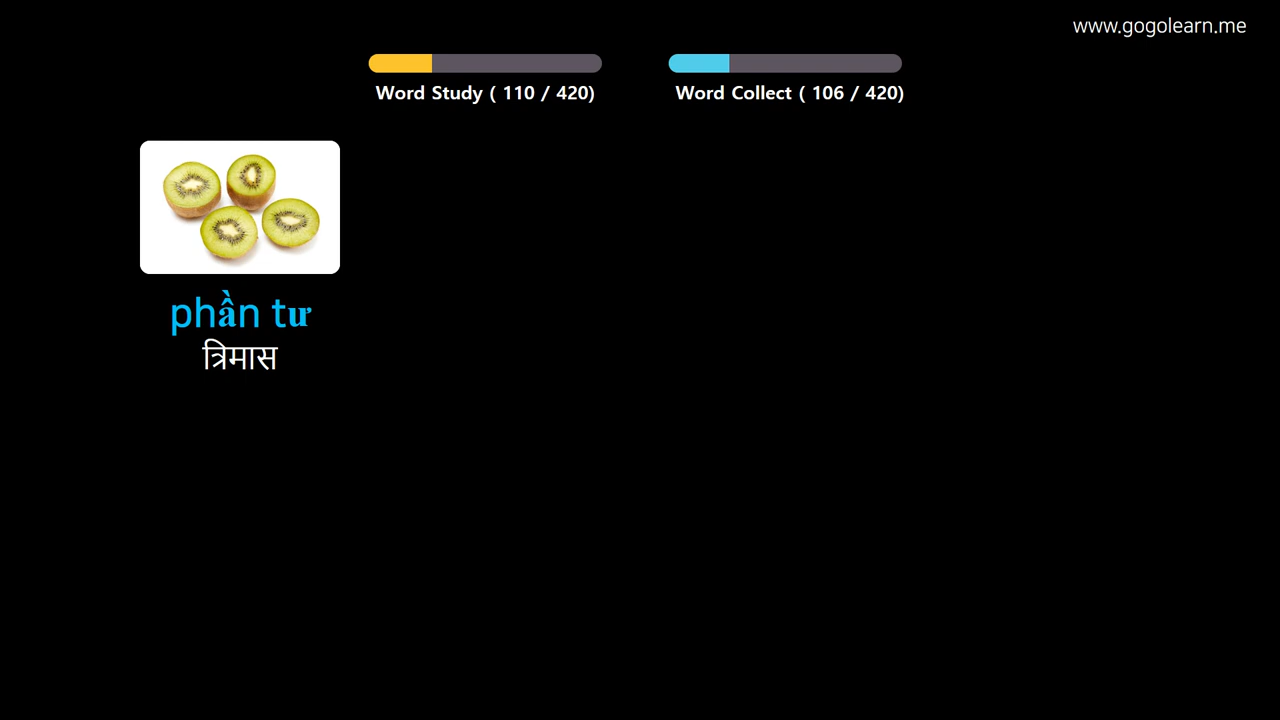 www.gogolearn.me
Word Study ( 110 / 420)
Word Collect ( 106 / 420)
phần tư
त्रिमास